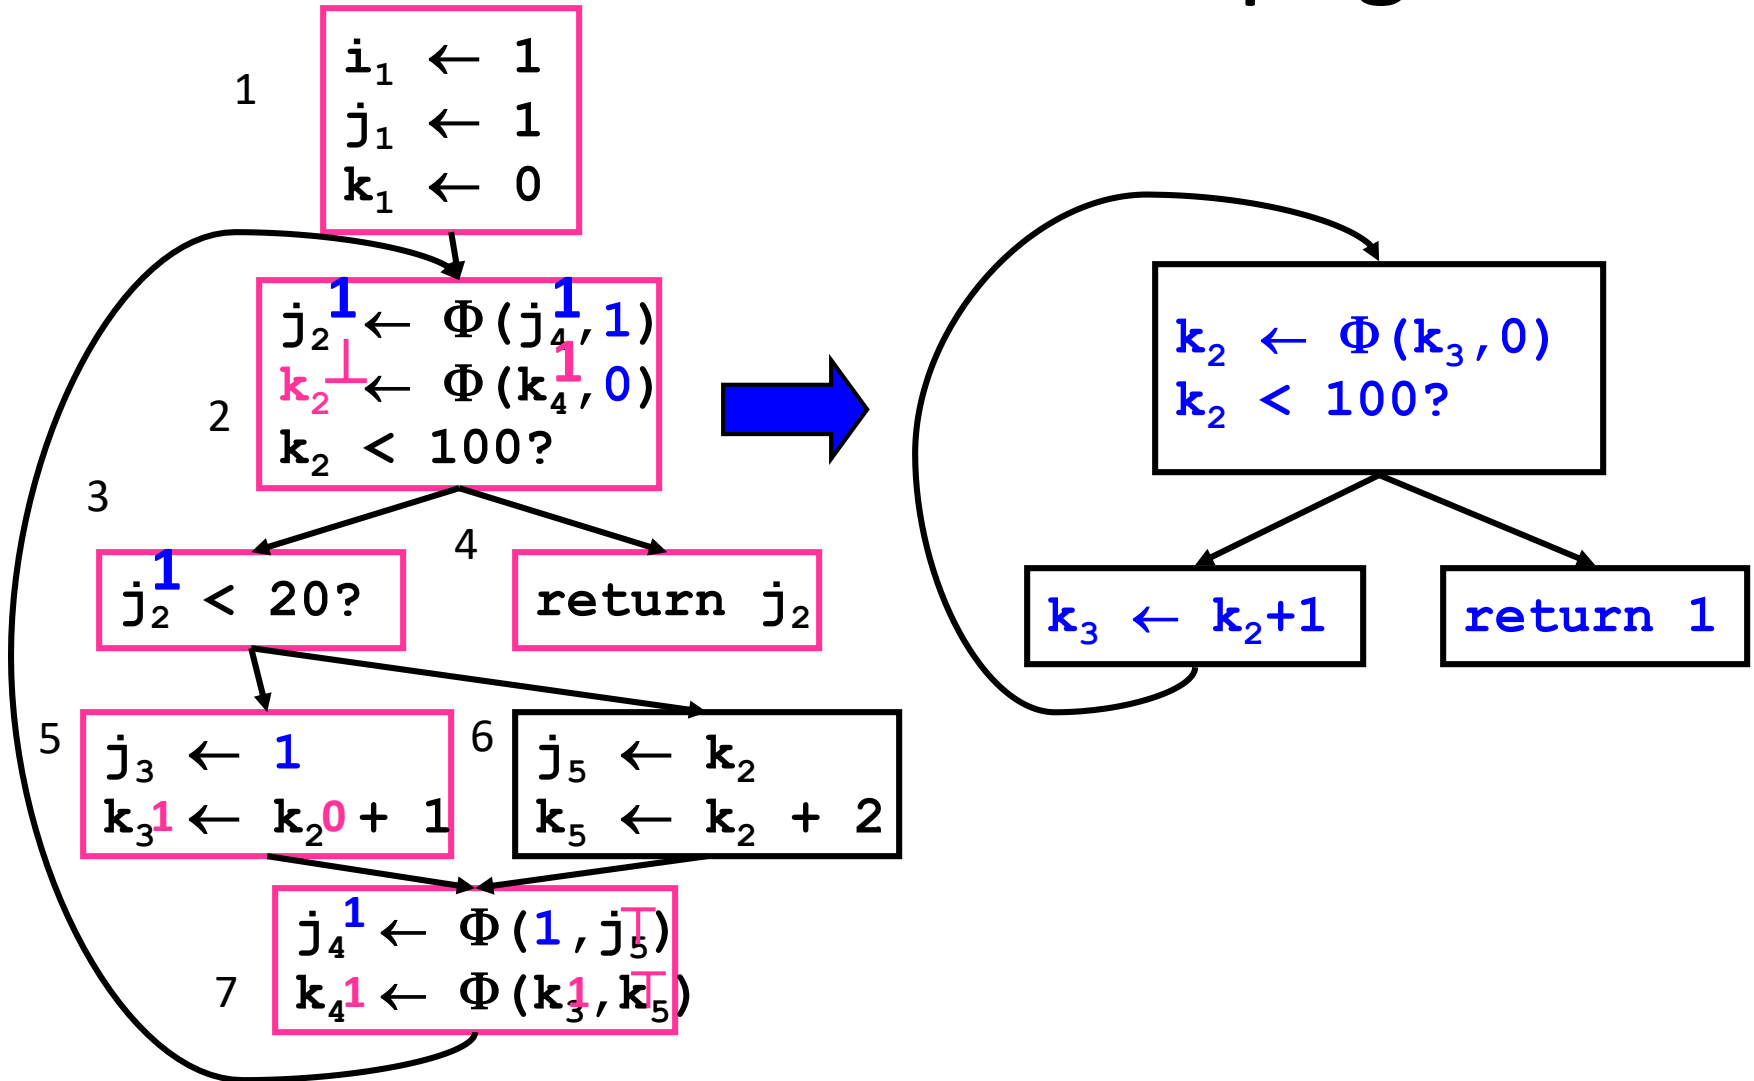 1
i₁ ← 1
j₁ ← 1
k₁ ← 0
2
j₂ 1 ← Φ(j₄ 1,1)
k₂ ⊥ ← Φ(k₄ 1,0)
k₂ < 100?
3
j₂ 1 < 20?
4
return j₂
5
j₃ ← 1
k₃ 1 ← k₂ 0 + 1
6
j₅ ← k₂
k₅ ← k₂ + 2
7
j₄ 1 ← Φ(1,j₅ ⊤)
k₄ 1 ← Φ(k₃ 1,k₅ ⊤)
k₂ ← Φ(k₃,0)
k₂ < 100?
k₃ ← k₂+1
return 1